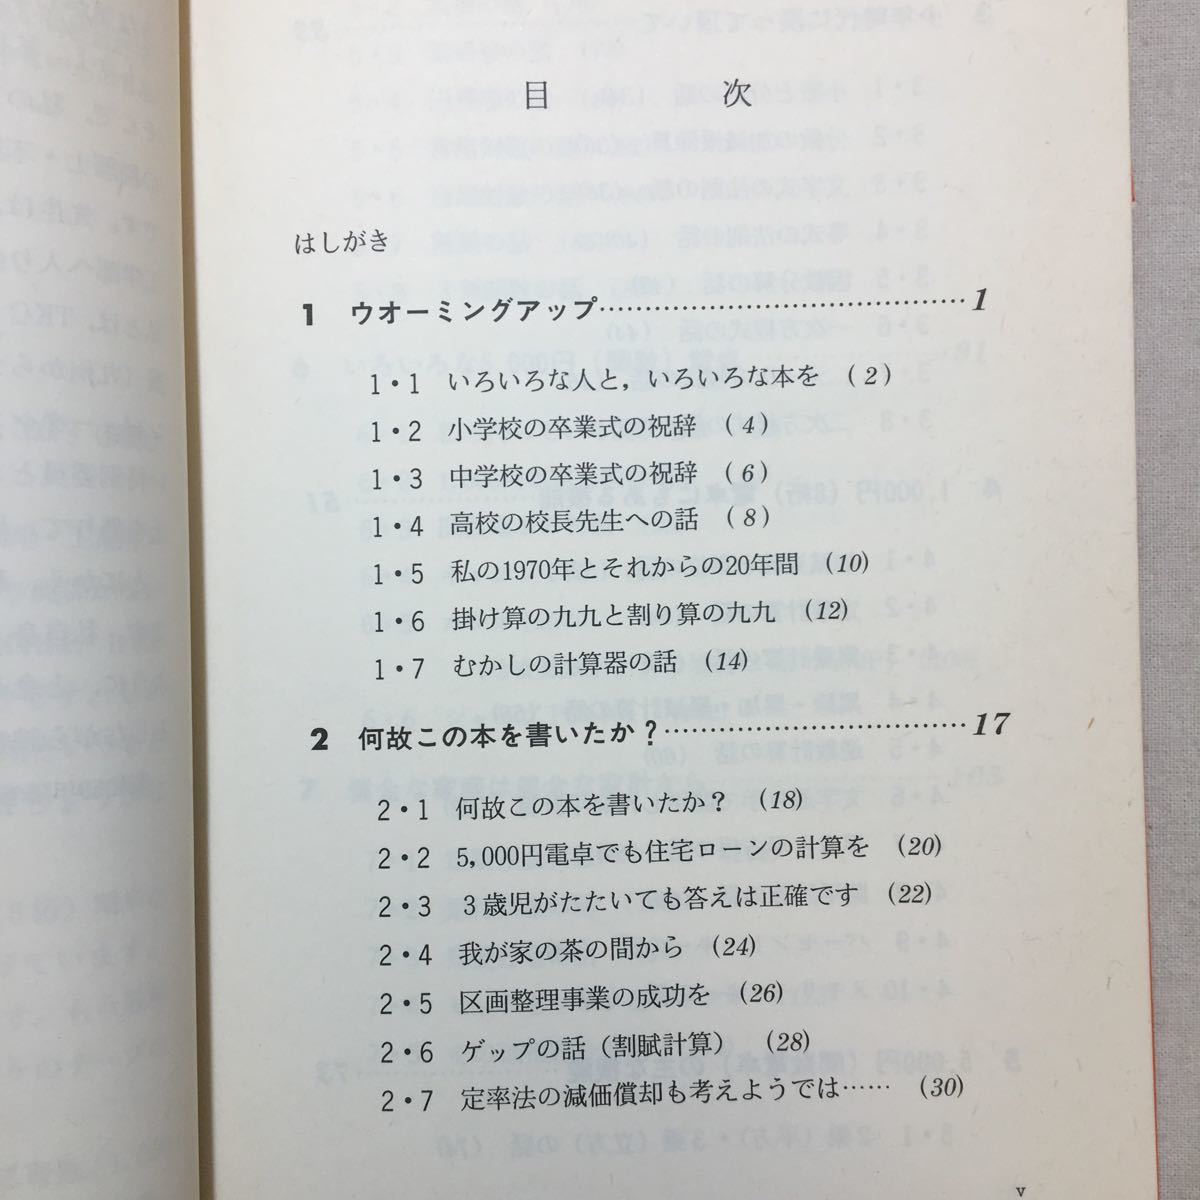 目次
はしがき
1 ウオーミングアップ……………………………1
1・1 いろいろな人と，いろいろな本を (2)
1・2 小学校の卒業式の祝辞 (4)
1・3 中学校の卒業式の祝辞 (6)
1・4 高校の校長先生への話 (8)
1・5 私の1970年とそれからの20年間 (10)
1・6 掛け算の九九と割り算の九九 (12)
1・7 むかしの計算器の話 (14)
2 何故この本を書いたか？………………………17
2・1 何故この本を書いたか？ (18)
2・2 5,000円電卓でも住宅ローンの計算を (20)
2・3 3歳児がたたいても答えは正確です (22)
2・4 我が家の茶の間から (24)
2・5 区画整理事業の成功を (26)
2・6 ゲップの話（割賦計算） (28)
2・7 定率法の減価償却も考えようでは…… (30)
v